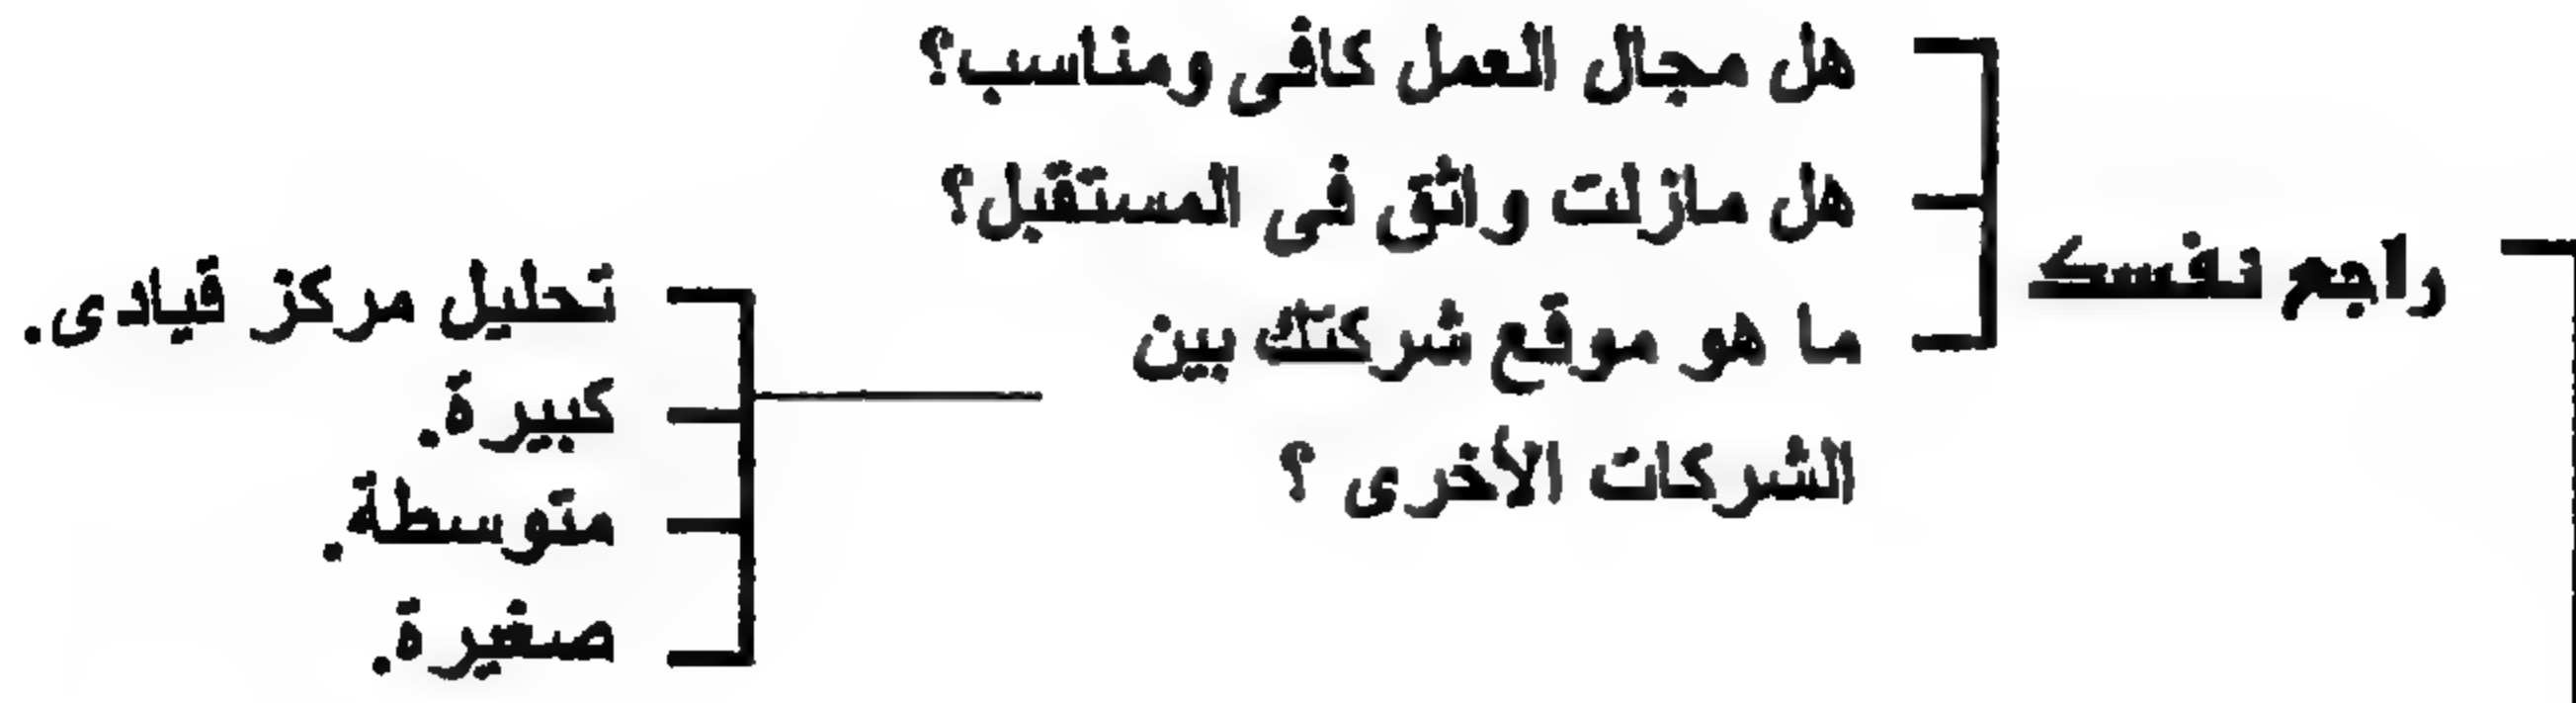 راجع نفسك
هل مجال العمل كافى ومناسب؟
هل مازلت واثق فى المستقبل؟
ما هو موقع شركتك بين
الشركات الأخرى ؟
تحليل مركز قيادى.
كبيرة.
متوسطة.
صغيرة.